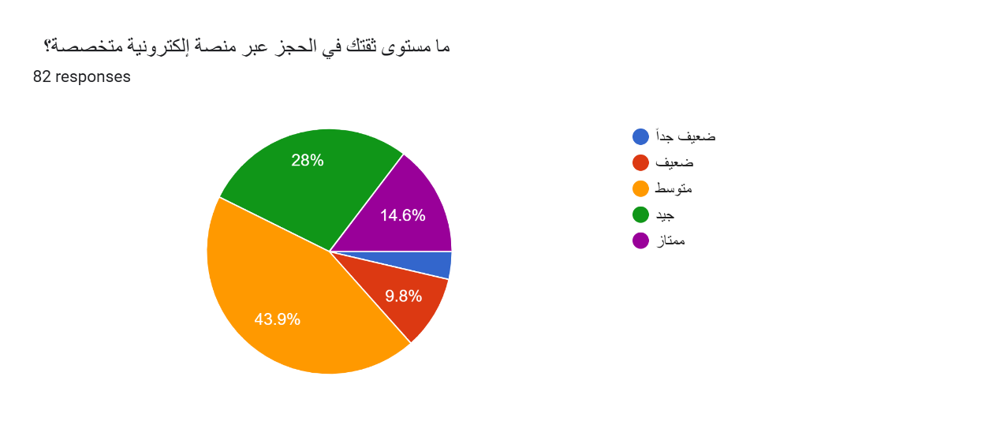 ما مستوى ثقتك في الحجز عبر منصة إلكترونية متخصصة؟
82 responses
28%
14.6%
9.8%
43.9%
ضعيف جداً
ضعيف
متوسط
جيد
ممتاز